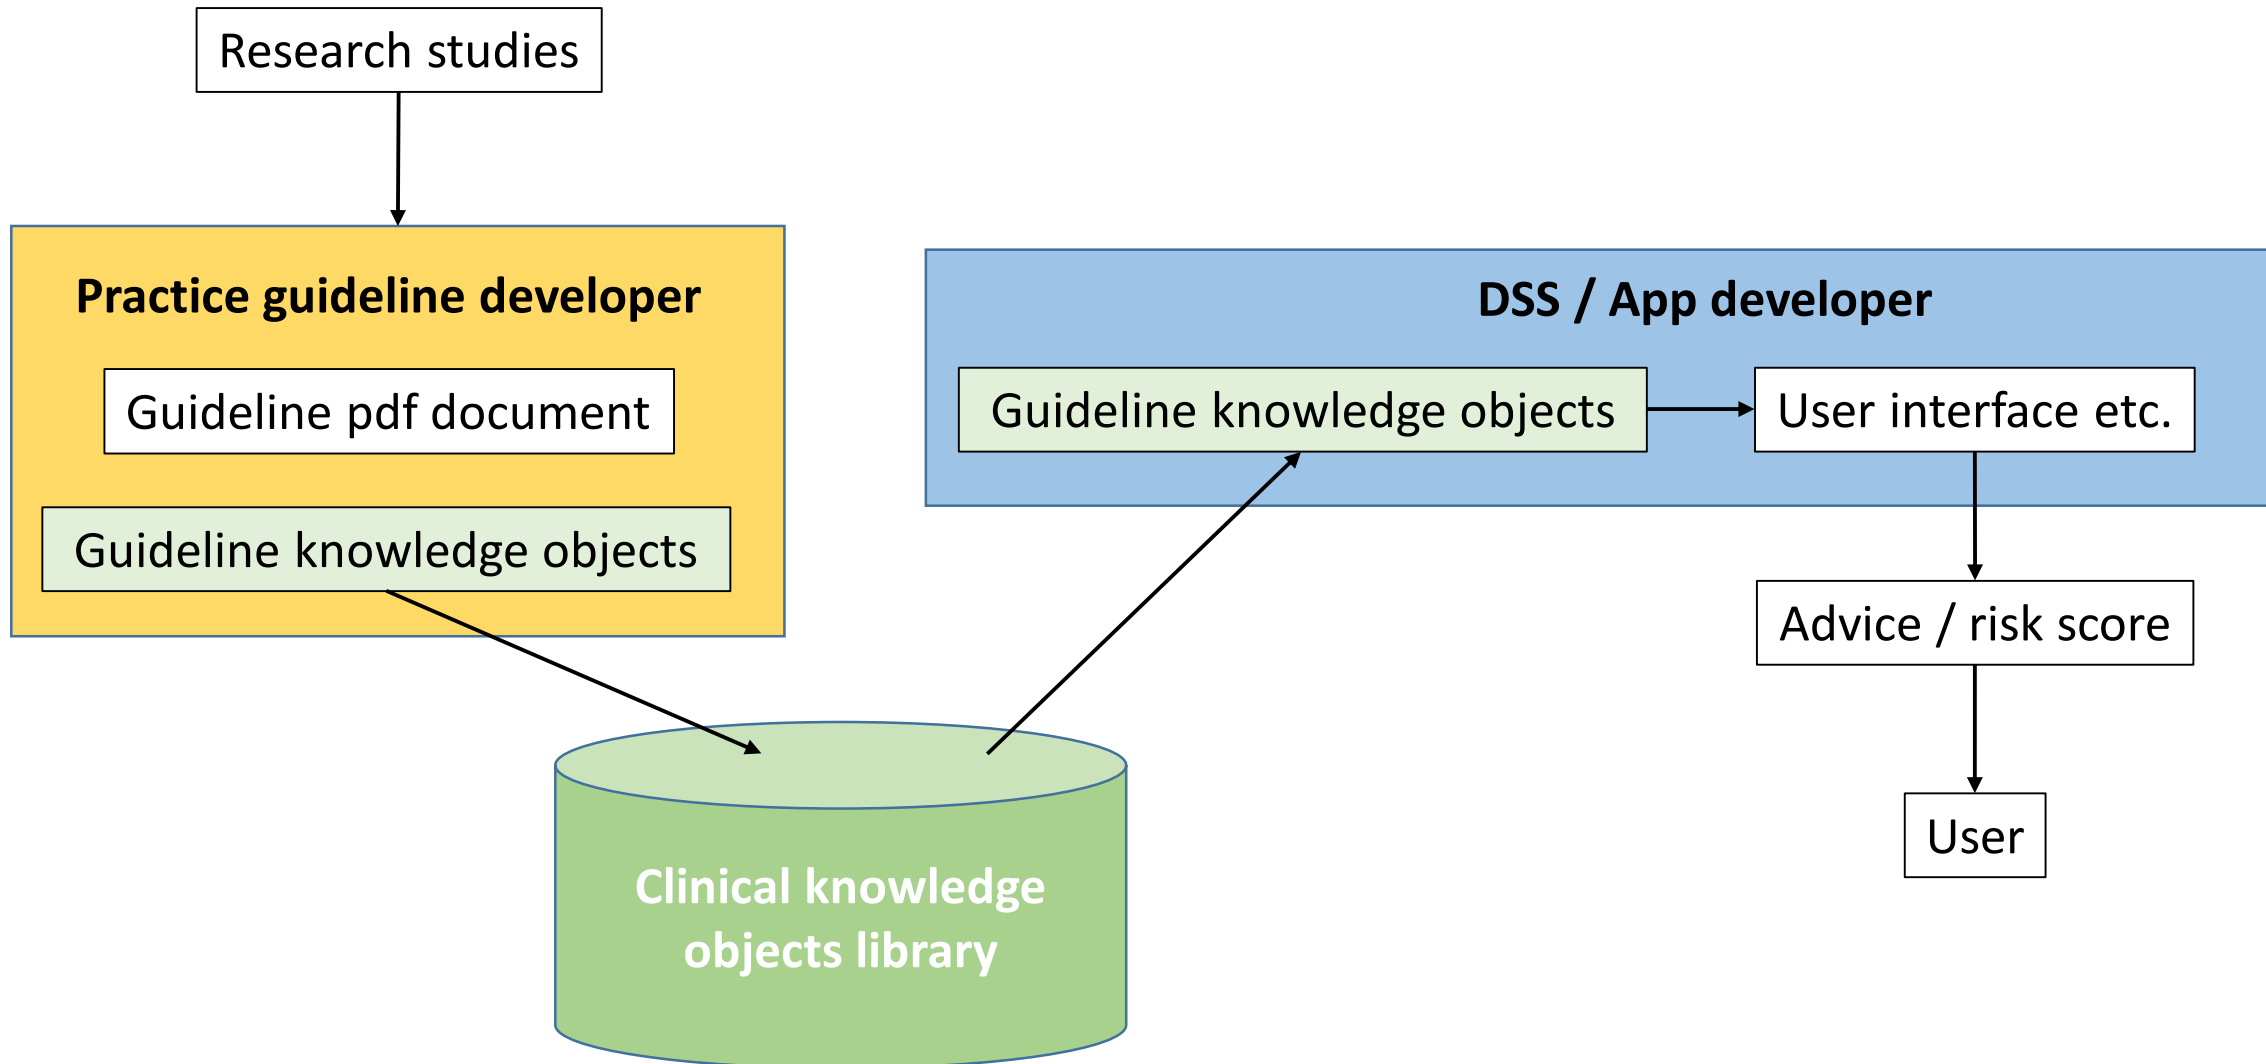 Research studies
Practice guideline developer
Guideline pdf document
Guideline knowledge objects
Clinical knowledge
objects library
DSS / App developer
Guideline knowledge objects
User interface etc.
Advice / risk score
User